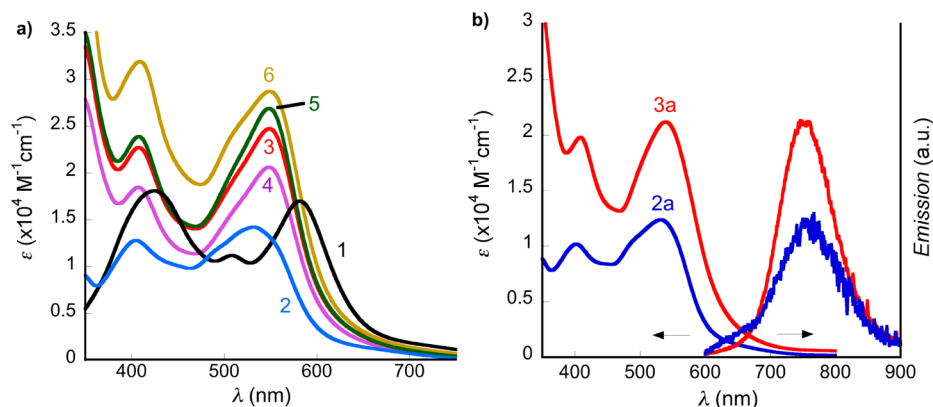 a)
ε (x10⁴ M⁻¹cm⁻¹)
3.5
3
2.5
2
1.5
1
0.5
0
400 500 600 700
λ (nm)
6
5
3
4
1
2
b)
ε (x10⁴ M⁻¹cm⁻¹)
3
2.5
2
1.5
1
0.5
0
400 500 600 700 800 900
λ (nm)
3a
2a
Emission (a.u.)